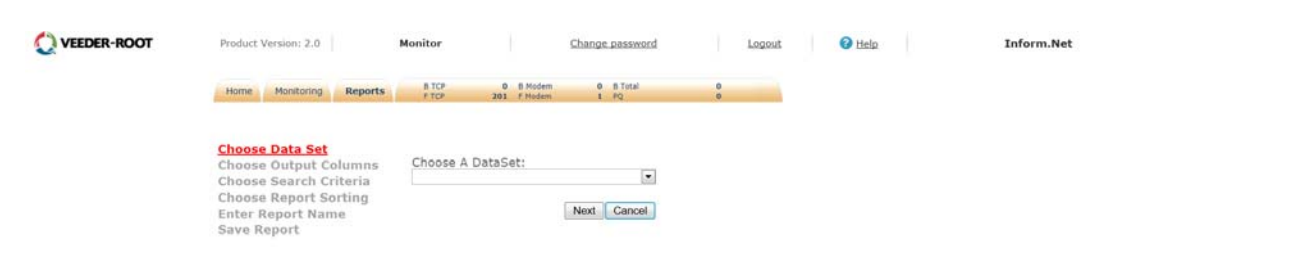 VEEDER-ROOT Product Version: 2.0 Monitor Change password Logout Help Inform.Net
Home Monitoring Reports B TCP 0 B Modem 0 B Total 0
F TCP 201 F Modem 1 PQ 0
Choose Data Set
Choose Output Columns
Choose A DataSet:
Choose Search Criteria
Choose Report Sorting
Next Cancel
Enter Report Name
Save Report